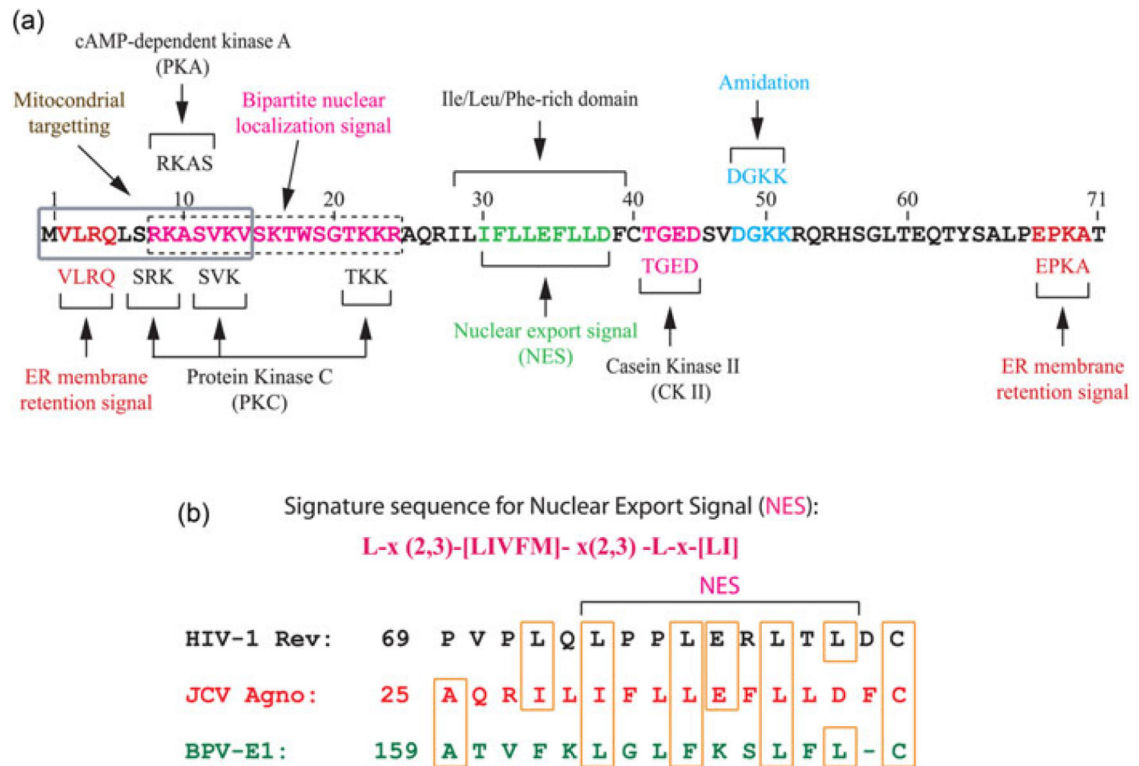 (a)
cAMP-dependent kinase A
(PKA)
Mitocondrial
targetting
Bipartite nuclear
localization signal
Ile/Leu/Phe-rich domain
Amidation
RKAS
DGKK
1 10 20 30 40 50 60 71
MVLRQLSRKASVKVSKTWSGTKKRAQRILIFLLEFLLDFCTGEDSVDGKKRQRHSGLTEQTYSALPEPKAT
VLRQ SRK SVK TKK TGED EPKA
ER membrane
retention signal
Protein Kinase C
(PKC)
Nuclear export signal
(NES)
Casein Kinase II
(CK II)
ER membrane
retention signal
(b)
Signature sequence for Nuclear Export Signal (NES):
L-x (2,3)-[LIVFM]- x(2,3) -L-x-[LI]
NES
HIV-1 Rev: 69 P V P L Q L P P L E R L T L D C
JCV Agno: 25 A Q R I L I F L L E F L L D F C
BPV-E1: 159 A T V F K L G L F K S L F L - C